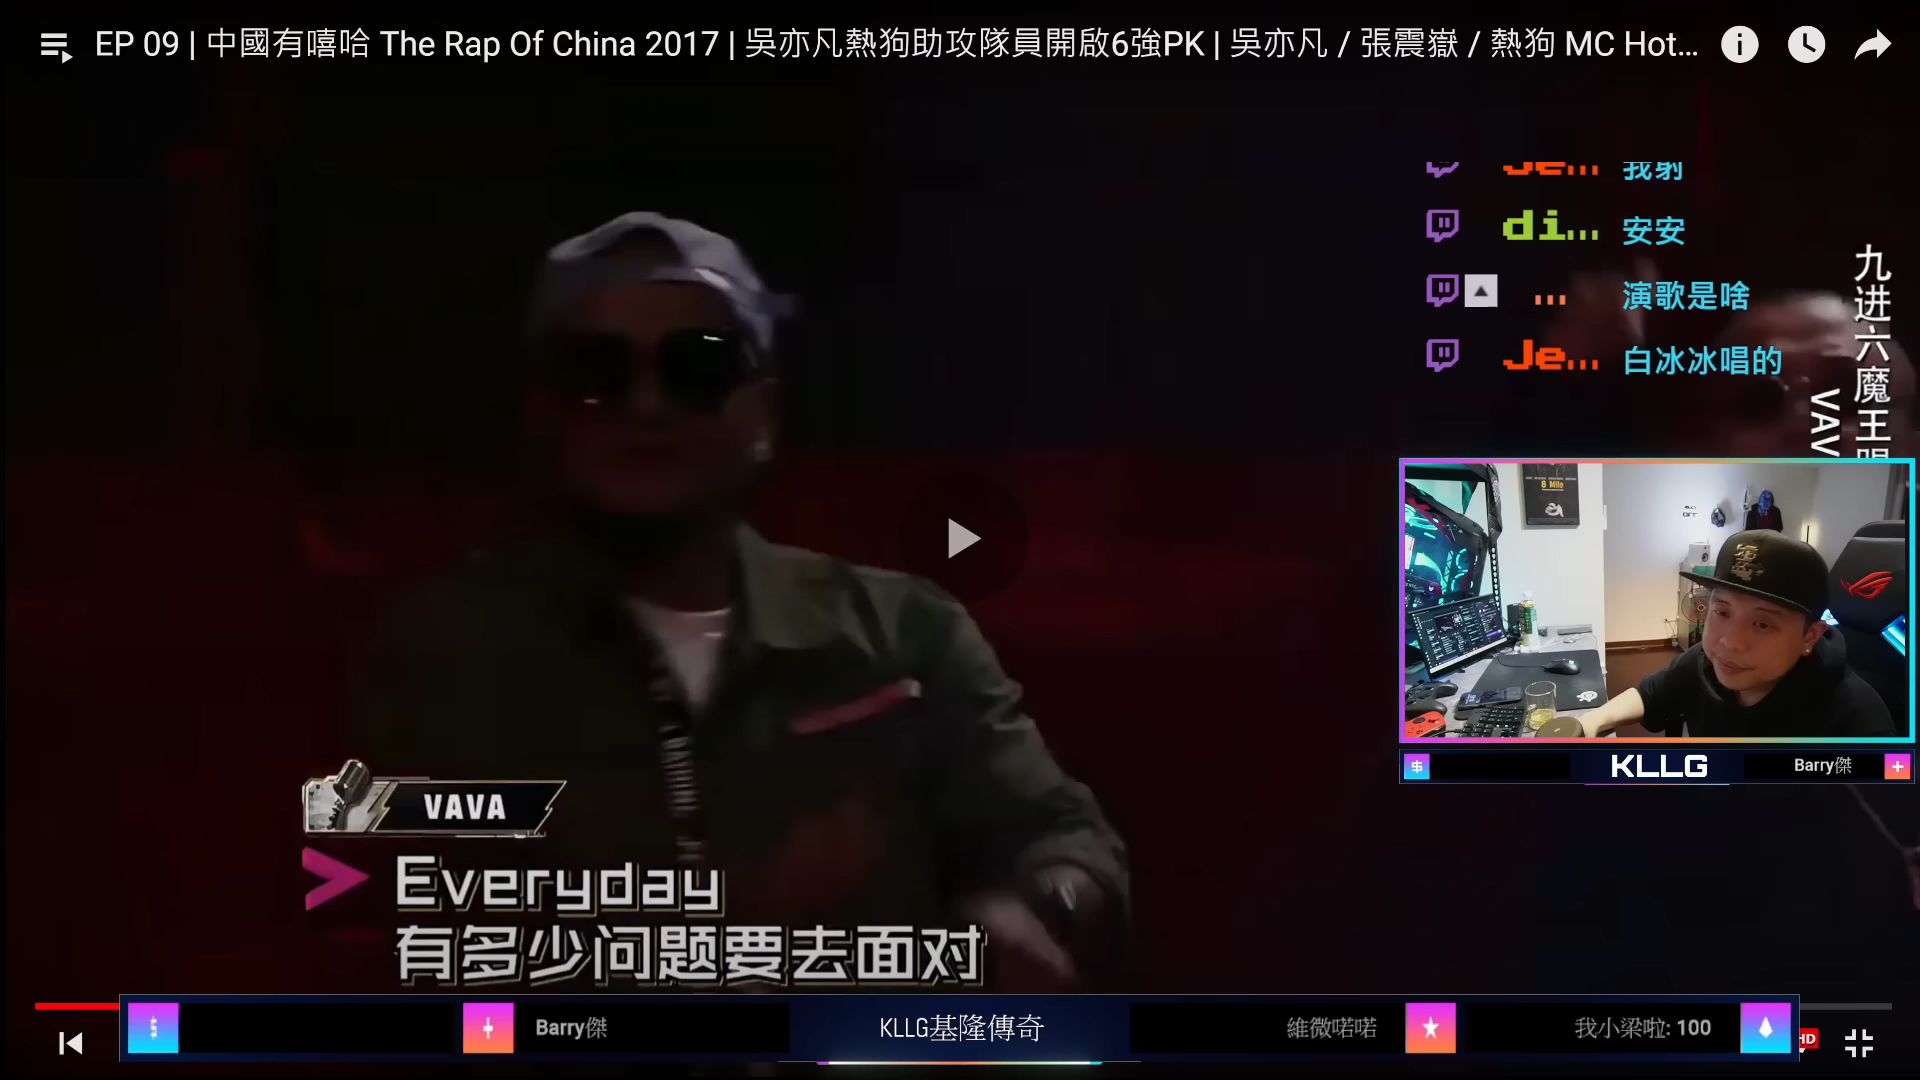 EP 09 | 中國有嘻哈 The Rap Of China 2017 | 吳亦凡熱狗助攻隊員開啟6強PK | 吳亦凡 / 張震嶽 / 熱狗 MC Hot...
Je... 我射
di... 安安
... 演歌是啥
Je... 白冰冰唱的
九进六魔王
VAV
8 Mile
KLLG
Barry傑
VAVA
Everyday
有多少问题要去面对
Barry傑
KLLG基隆傳奇
維微喏喏
我小梁啦: 100
HD